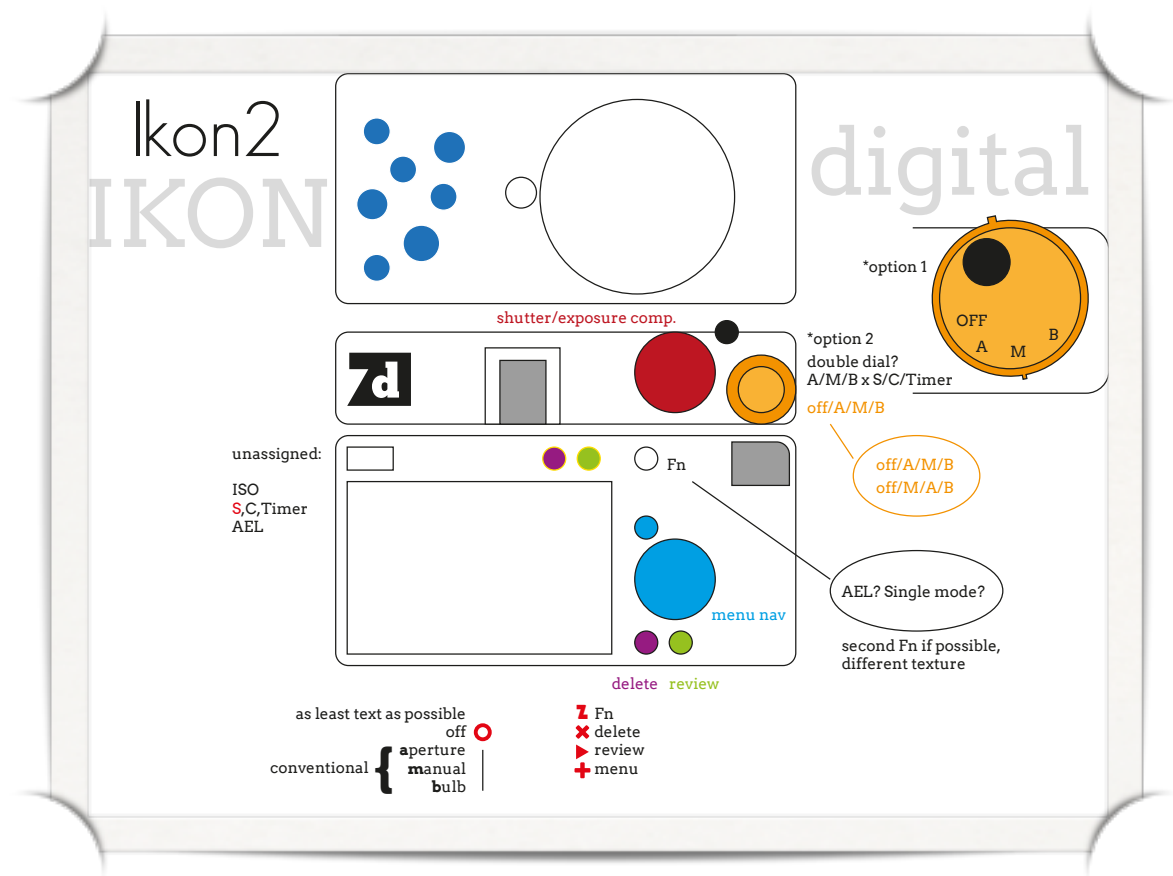 Ikon2
IKON
digital
*option 1
OFF
A
M
B
shutter/exposure comp.
Zd
*option 2
double dial?
A/M/B x S/C/Timer
off/A/M/B
off/A/M/B
off/M/A/B
unassigned:
ISO
S,C,Timer
AEL
Fn
menu nav
AEL? Single mode?
second Fn if possible,
different texture
delete
review
as least text as possible
off
conventional {
aperture
manual
bulb
Z Fn
delete
review
menu